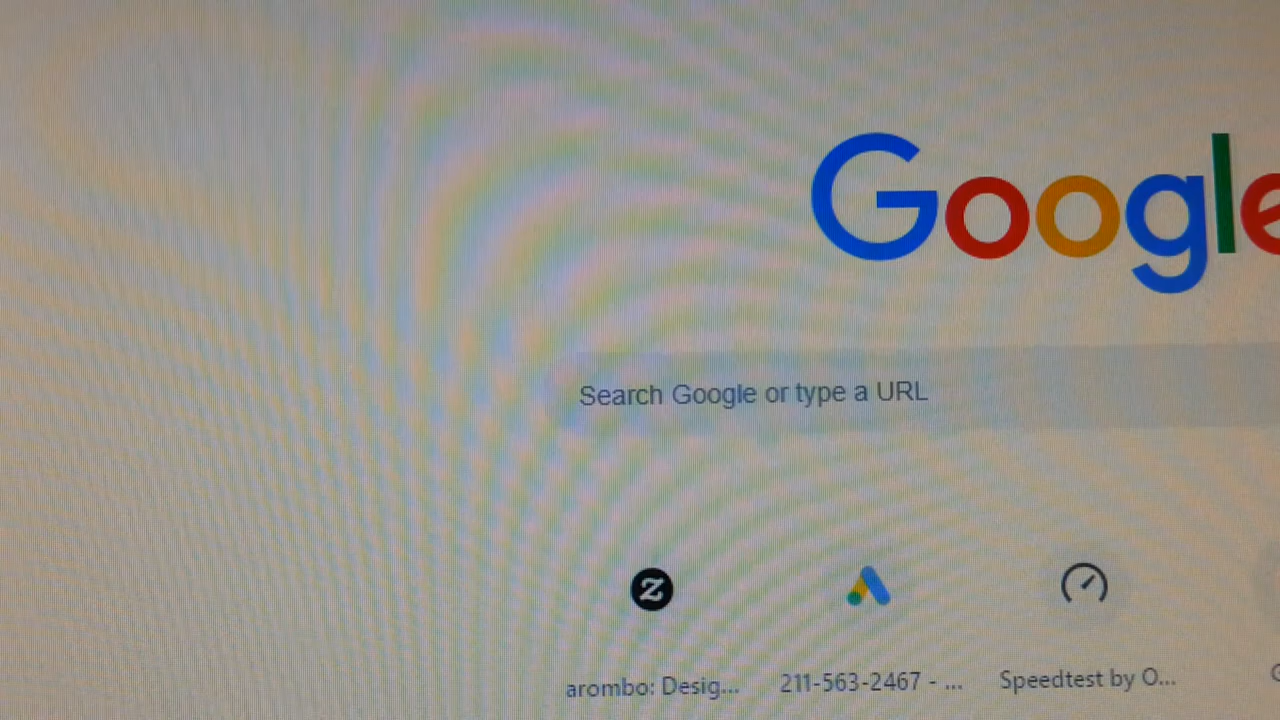 Google
Search Google or type a URL
arombo: Desig... 211-563-2467 - ... Speedtest by O...